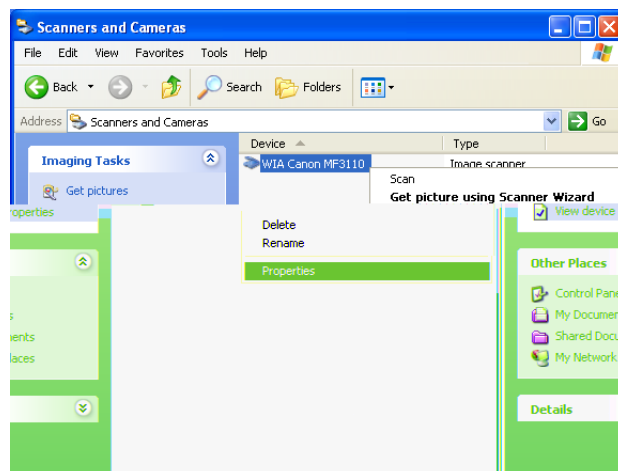 Scanners and Cameras
File Edit View Favorites Tools Help
Back Search Folders
Address Scanners and Cameras Go
Device Type
Imaging Tasks WIA Canon MF3110 Image scanner
Scan
Get pictures Get picture using Scanner Wizard
roperties View device
Delete
Rename
Other Places
Properties
Control Pane
s My Documen
ments Shared Docu
laces My Network
Details